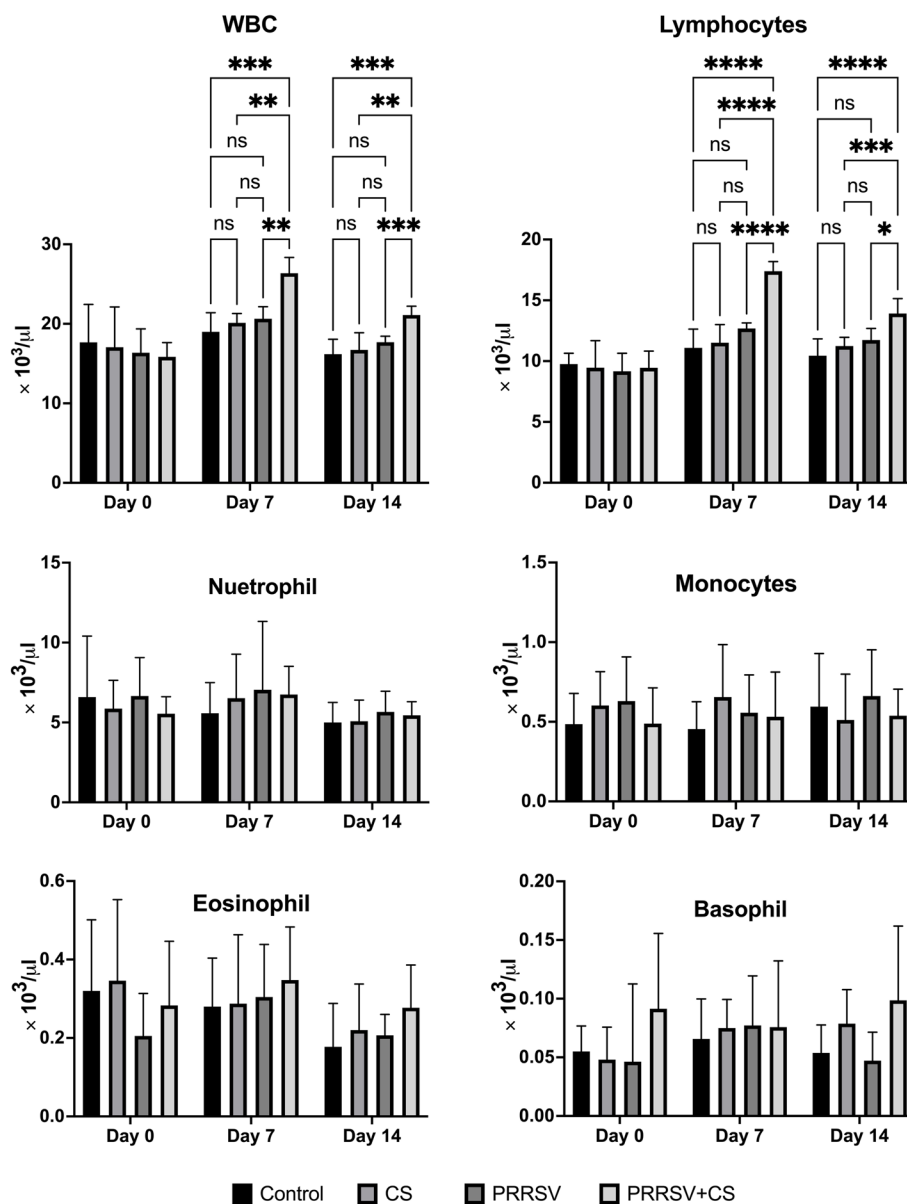 WBC
Lymphocytes
*** ***
** **
ns ns
ns ns
ns ** ns ***
30
20
10
0
× 10³/µl
Day 0 Day 7 Day 14
**** ****
**** ns
ns ***
ns ns
ns **** ns *
20
15
10
5
0
× 10³/µl
Day 0 Day 7 Day 14
Nuetrophil
15
10
5
0
× 10³/µl
Day 0 Day 7 Day 14
Monocytes
1.5
1.0
0.5
0.0
× 10³/µl
Day 0 Day 7 Day 14
Eosinophil
0.6
0.4
0.2
0.0
× 10³/µl
Day 0 Day 7 Day 14
Basophil
0.20
0.15
0.10
0.05
0.00
× 10³/µl
Day 0 Day 7 Day 14
Control CS PRRSV PRRSV+CS